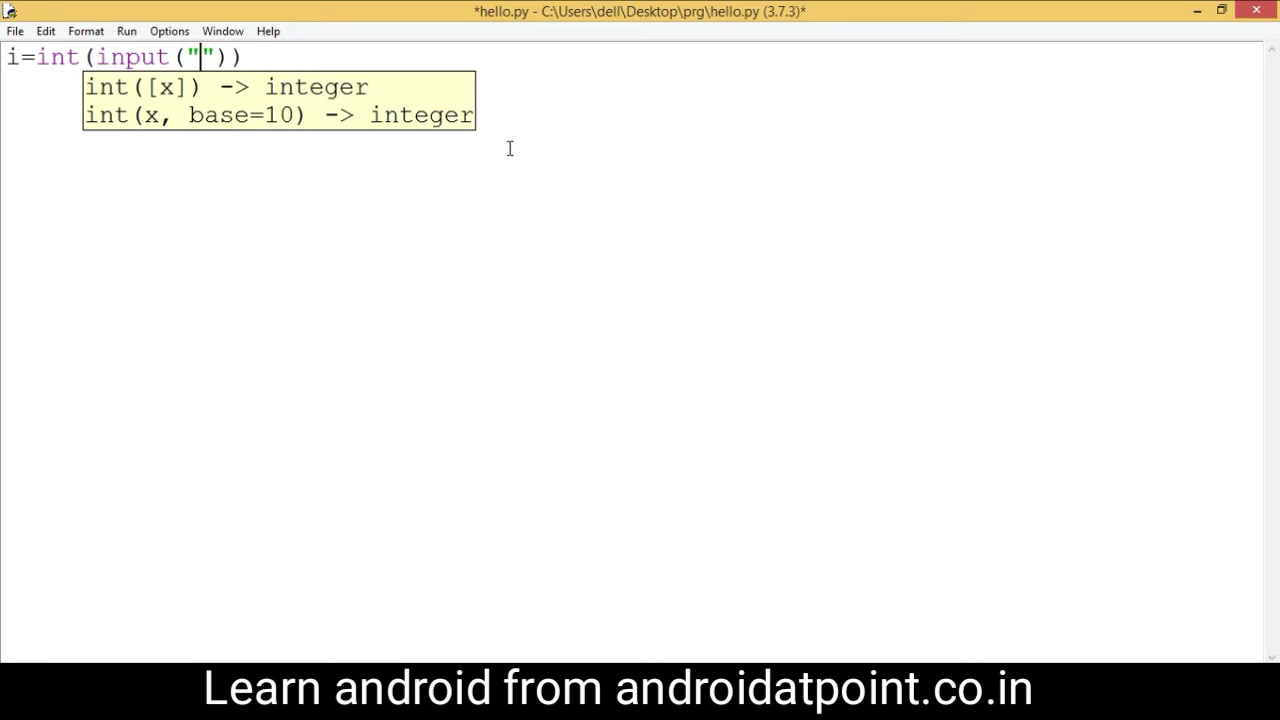 *hello.py - C:\Users\dell\Desktop\prg\hello.py (3.7.3)*
File Edit Format Run Options Window Help
i=int(input(""))
int([x]) -> integer
int(x, base=10) -> integer
Learn android from androidatpoint.co.in